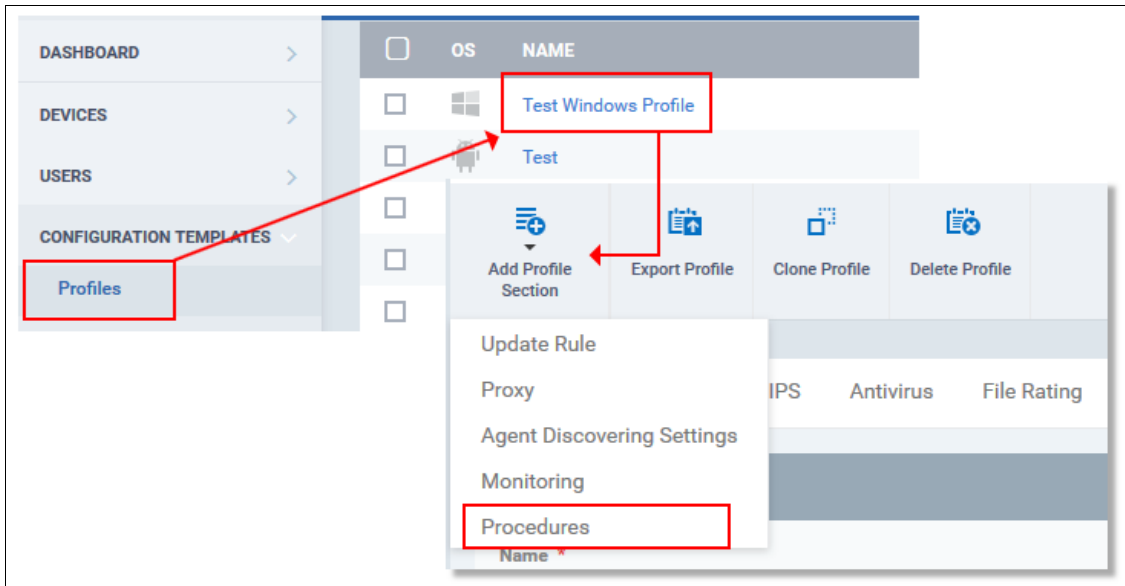 DASHBOARD
DEVICES
USERS
CONFIGURATION TEMPLATES
Profiles
OS NAME
Test Windows Profile
Test
Add Profile
Section
Export Profile
Clone Profile
Delete Profile
Update Rule
Proxy
Agent Discovering Settings
Monitoring
Procedures
IPS Antivirus File Rating
Name *